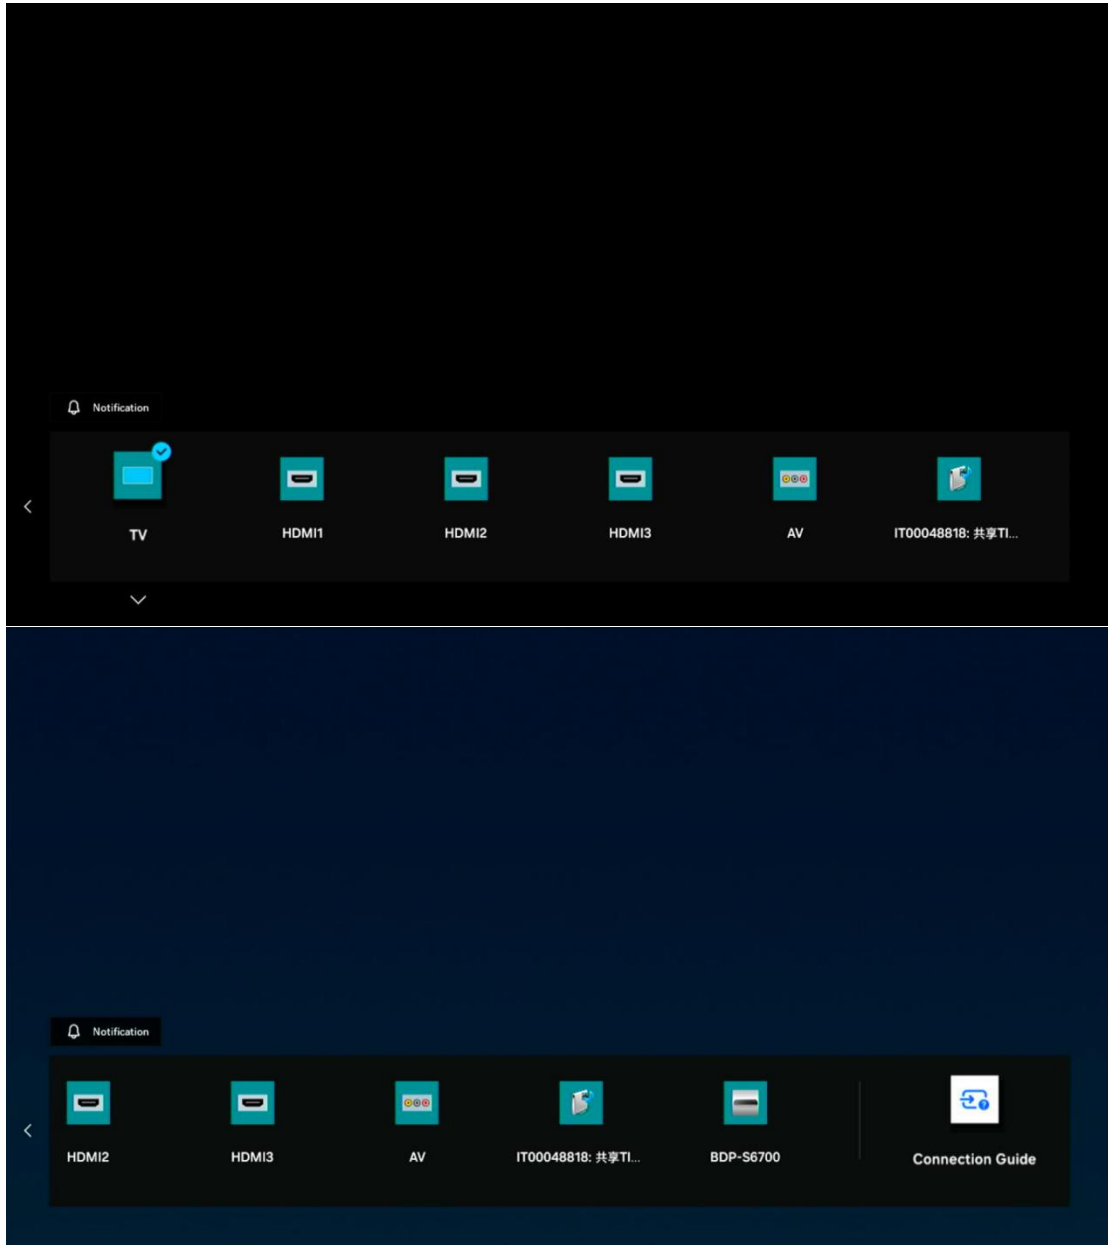 Notification
TV HDMI1 HDMI2 HDMI3 AV IT00048818: 共享TI...
Notification
HDMI2 HDMI3 AV IT00048818: 共享TI... BDP-S6700 Connection Guide